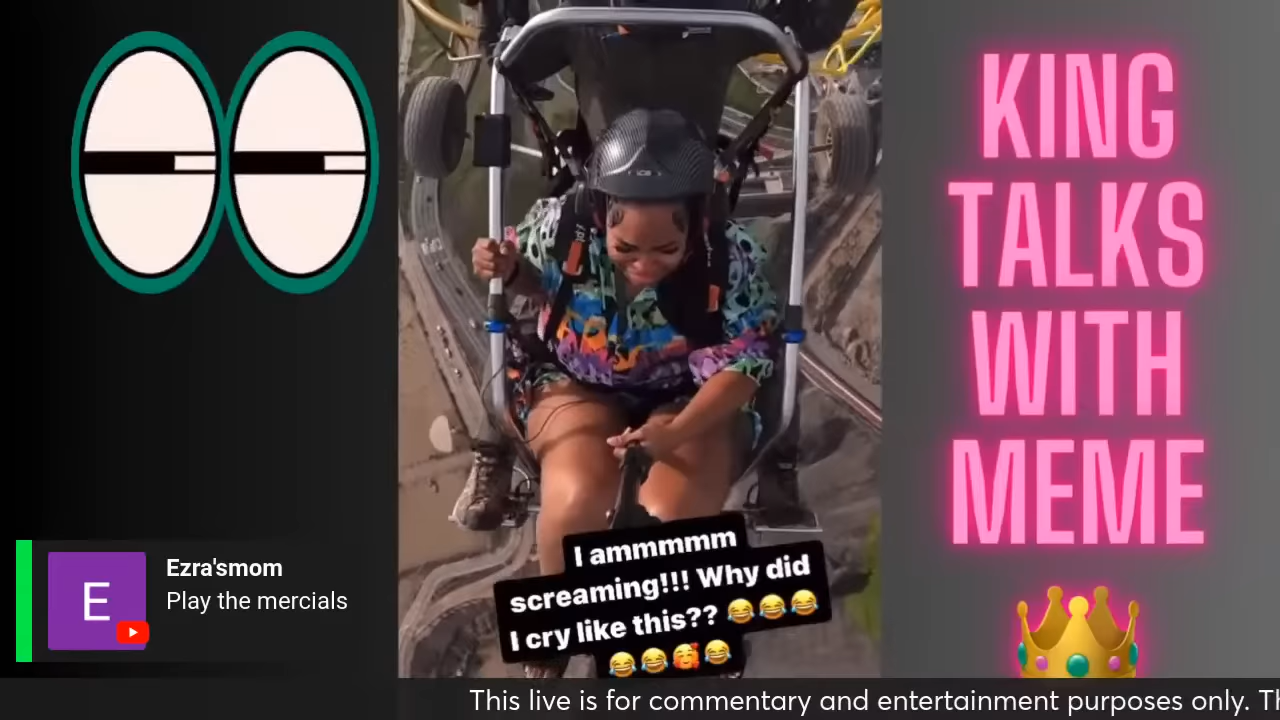 KING
TALKS
WITH
MEME
I ammmmm
screaming!!! Why did
I cry like this?? 😂😂😂
😂😂🥰😂
E
Ezra'smom
Play the mercials
This live is for commentary and entertainment purposes only. Th